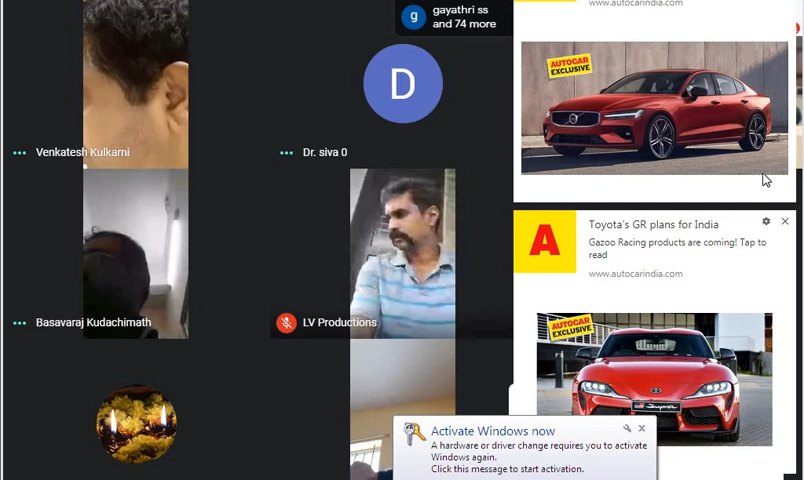 gayathri ss
and 74 more
g
www.autocarindia.com
AUTOCAR
EXCLUSIVE
D
Venkatesh Kulkarni
Dr. siva 0
Toyota's GR plans for India
Gazoo Racing products are coming! Tap to
read
www.autocarindia.com
A
Basavaraj Kudachimath
LV Productions
AUTOCAR
EXCLUSIVE
Supra
Activate Windows now
A hardware or driver change requires you to activate
Windows again.
Click this message to start activation.